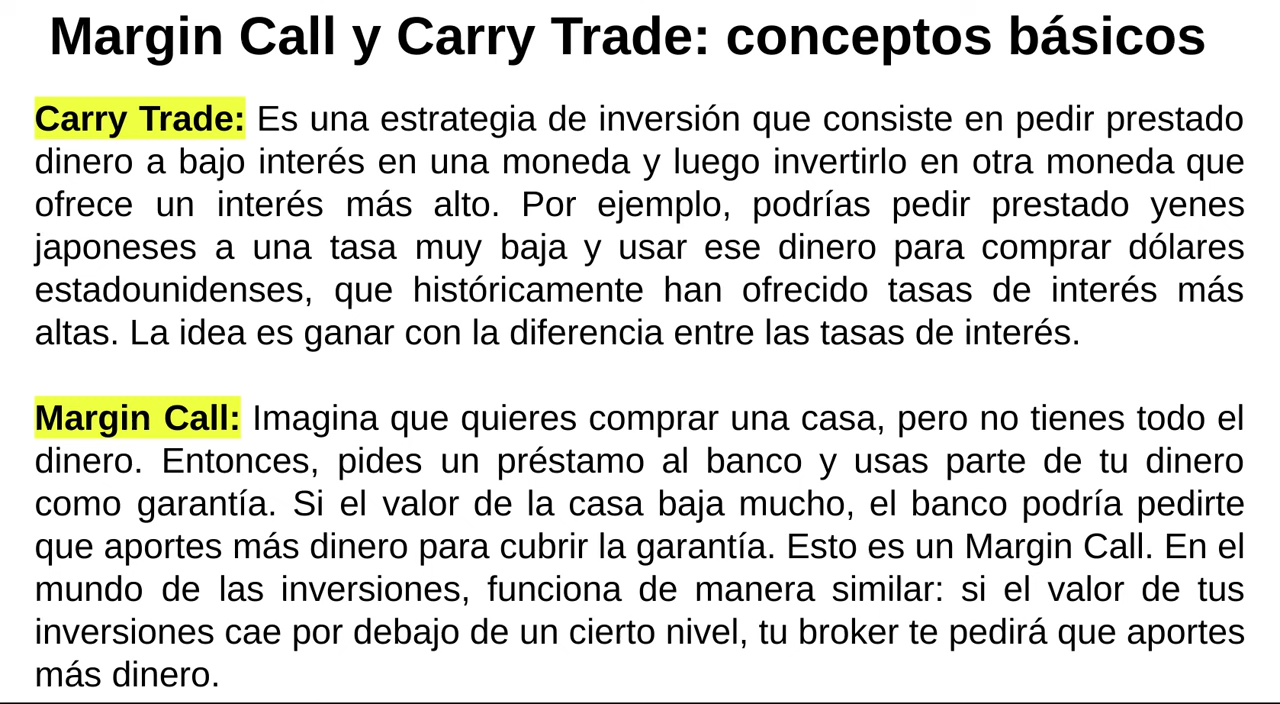 Margin Call y Carry Trade: conceptos básicos
Carry Trade: Es una estrategia de inversión que consiste en pedir prestado
dinero a bajo interés en una moneda y luego invertirlo en otra moneda que
ofrece un interés más alto. Por ejemplo, podrías pedir prestado yenes
japoneses a una tasa muy baja y usar ese dinero para comprar dólares
estadounidenses, que históricamente han ofrecido tasas de interés más
altas. La idea es ganar con la diferencia entre las tasas de interés.
Margin Call: Imagina que quieres comprar una casa, pero no tienes todo el
dinero. Entonces, pides un préstamo al banco y usas parte de tu dinero
como garantía. Si el valor de la casa baja mucho, el banco podría pedirte
que aportes más dinero para cubrir la garantía. Esto es un Margin Call. En el
mundo de las inversiones, funciona de manera similar: si el valor de tus
inversiones cae por debajo de un cierto nivel, tu broker te pedirá que aportes
más dinero.